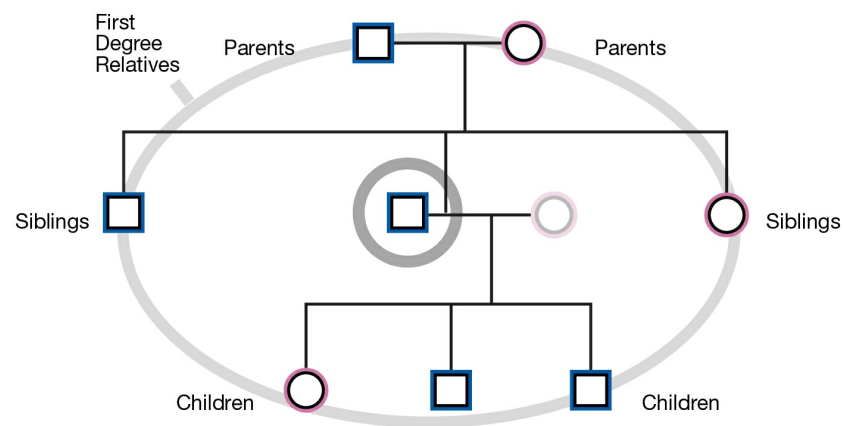 First
Degree
Relatives
Parents
Parents
Siblings
Siblings
Children
Children